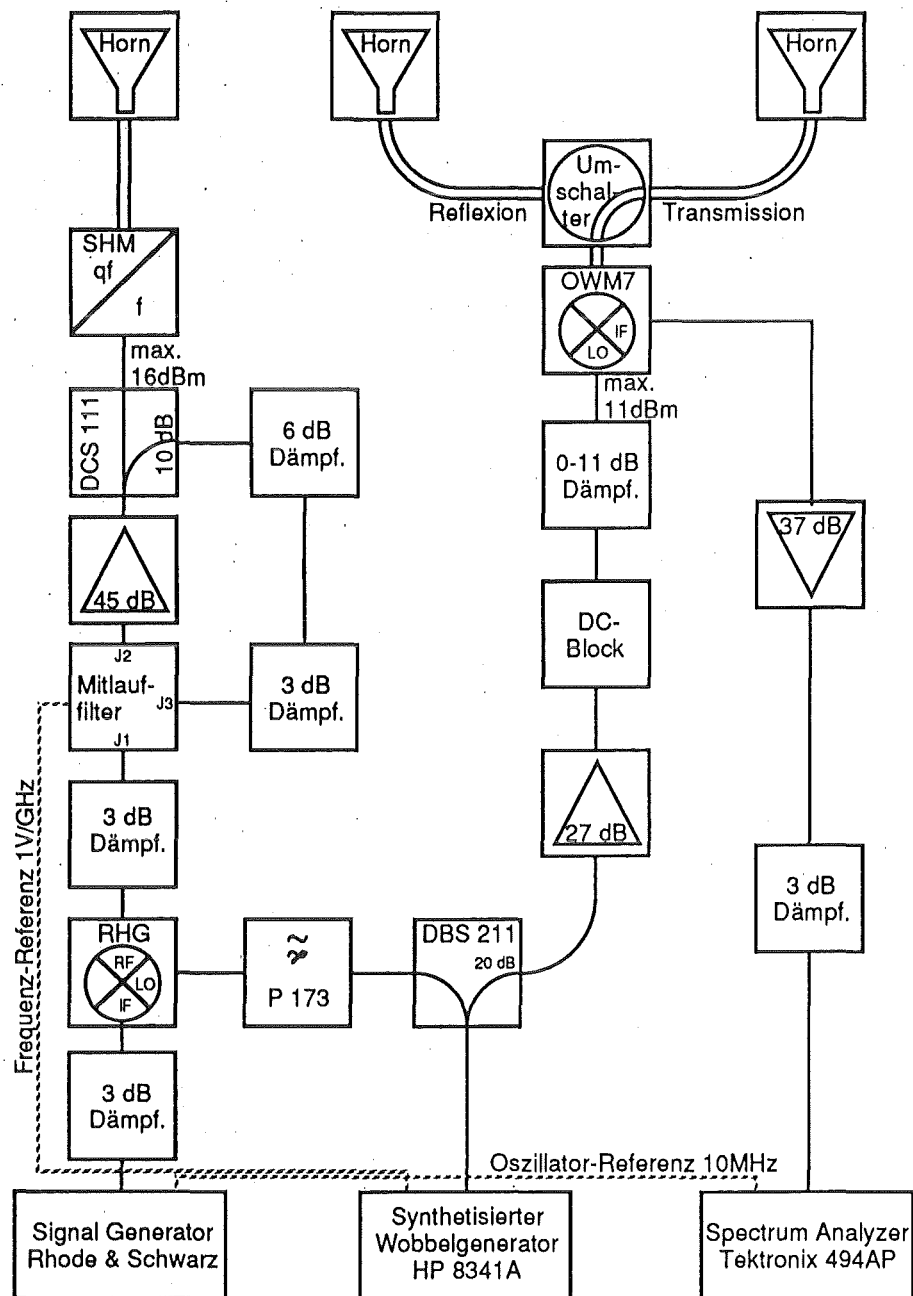 Horn
Horn
Horn
Um-
schal-
ter
Reflexion
Transmission
SHM
qf
f
OWM7
IF
LO
max.
16dBm
max.
11dBm
DCS 111
10 dB
6 dB
Dämpf.
0-11 dB
Dämpf.
37 dB
45 dB
DC-
Block
J2
Mitlauf-
filter
J3
J1
3 dB
Dämpf.
Frequenz-Referenz 1V/GHz
3 dB
Dämpf.
27 dB
3 dB
Dämpf.
RHG
RF
LO
IF
P 173
DBS 211
20 dB
3 dB
Dämpf.
Oszillator-Referenz 10MHz
Signal Generator
Rhode & Schwarz
Synthetisierter
Wobbelgenerator
HP 8341A
Spectrum Analyzer
Tektronix 494AP